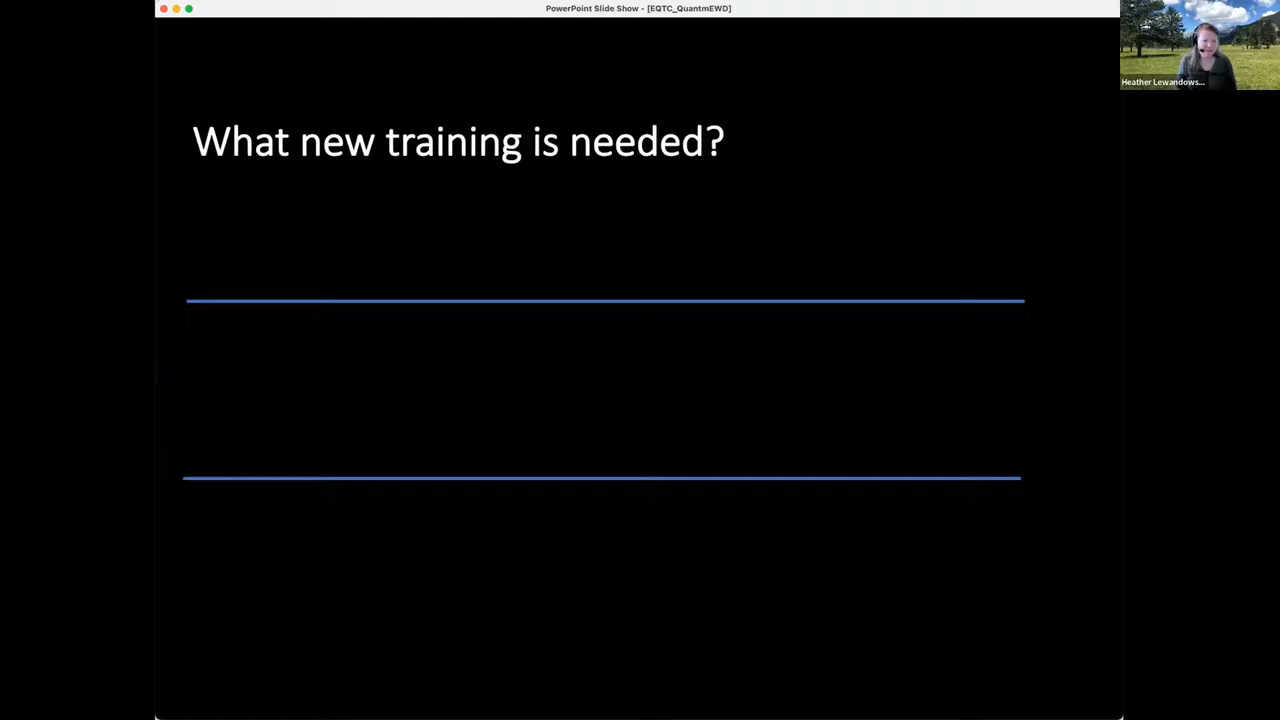 PowerPoint Slide Show - [EQTC_QuantmEWD]
Heather Lewandows...
What new training is needed?